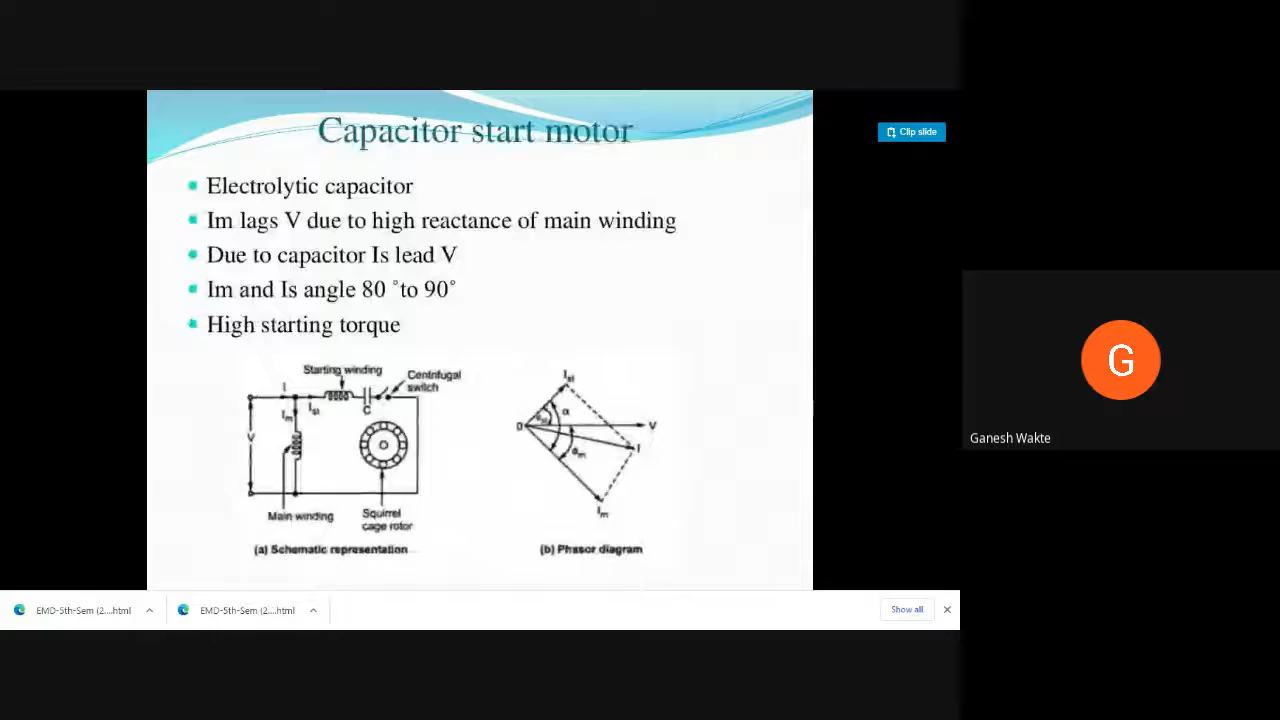 Capacitor start motor
Clip slide
Electrolytic capacitor
Im lags V due to high reactance of main winding
Due to capacitor Is lead V
Im and Is angle 80 ˚to 90˚
High starting torque
Starting winding
Centrifugal
switch
I
Ist
C
Im
V
Main winding
Squirrel
cage rotor
(a) Schematic representation
Ist
α
0
V
I
Im
(b) Phasor diagram
G
Ganesh Wakte
EMD-5th-Sem (2....html
EMD-5th-Sem (2....html
Show all